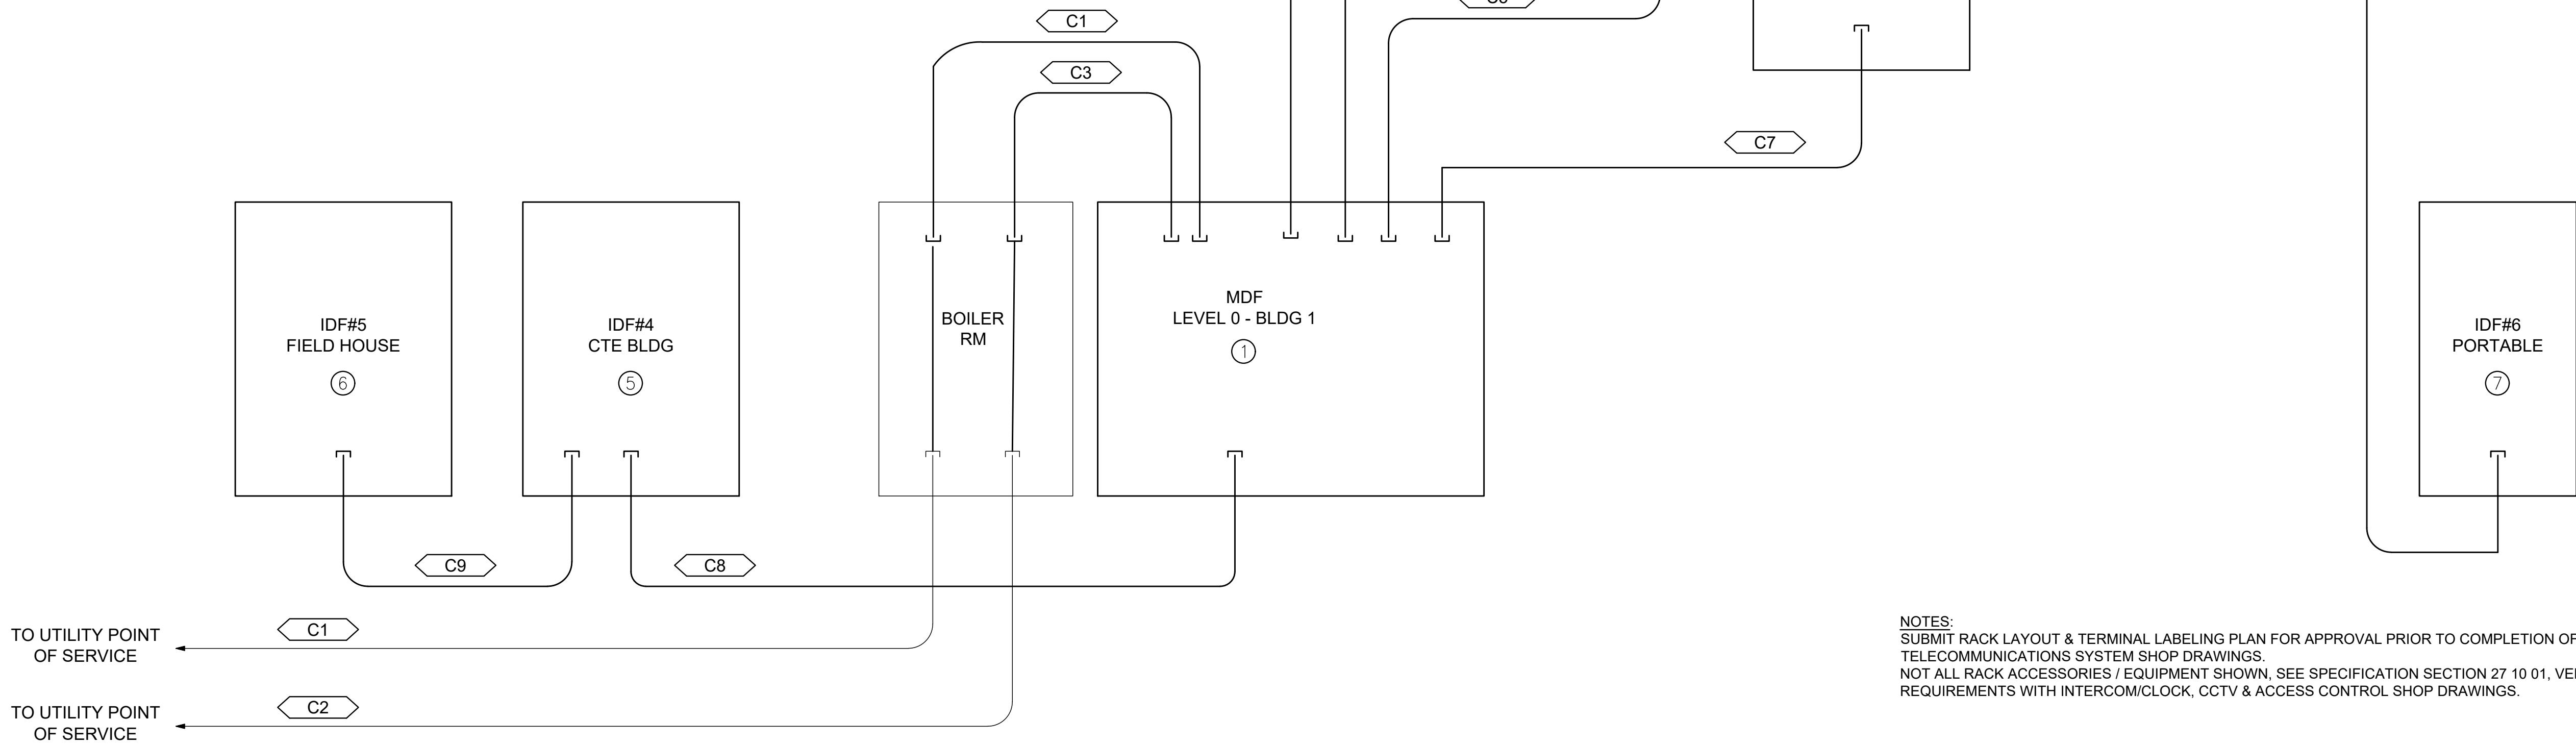 C1
C3
C7
MDF
LEVEL 0 - BLDG 1
1
BOILER
RM
IDF#5
FIELD HOUSE
6
IDF#4
CTE BLDG
5
IDF#6
PORTABLE
7
C9
C8
TO UTILITY POINT
OF SERVICE
C1
TO UTILITY POINT
OF SERVICE
C2
NOTES:
SUBMIT RACK LAYOUT & TERMINAL LABELING PLAN FOR APPROVAL PRIOR TO COMPLETION OF
TELECOMMUNICATIONS SYSTEM SHOP DRAWINGS.
NOT ALL RACK ACCESSORIES / EQUIPMENT SHOWN, SEE SPECIFICATION SECTION 27 10 01,
REQUIREMENTS WITH INTERCOM/CLOCK, CCTV & ACCESS CONTROL SHOP DRAWINGS.